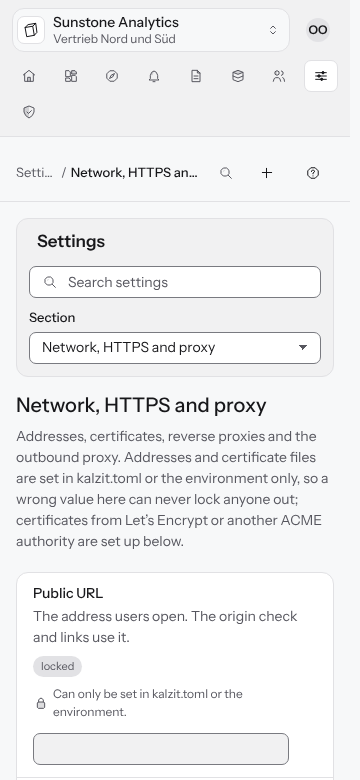 Sunstone Analytics
Vertrieb Nord und Süd
OO
Setti... / Network, HTTPS an...
Settings
Search settings
Section
Network, HTTPS and proxy
Network, HTTPS and proxy
Addresses, certificates, reverse proxies and the
outbound proxy. Addresses and certificate files
are set in kalzit.toml or the environment only, so a
wrong value here can never lock anyone out;
certificates from Let's Encrypt or another ACME
authority are set up below.
Public URL
The address users open. The origin check
and links use it.
locked
Can only be set in kalzit.toml or the
environment.